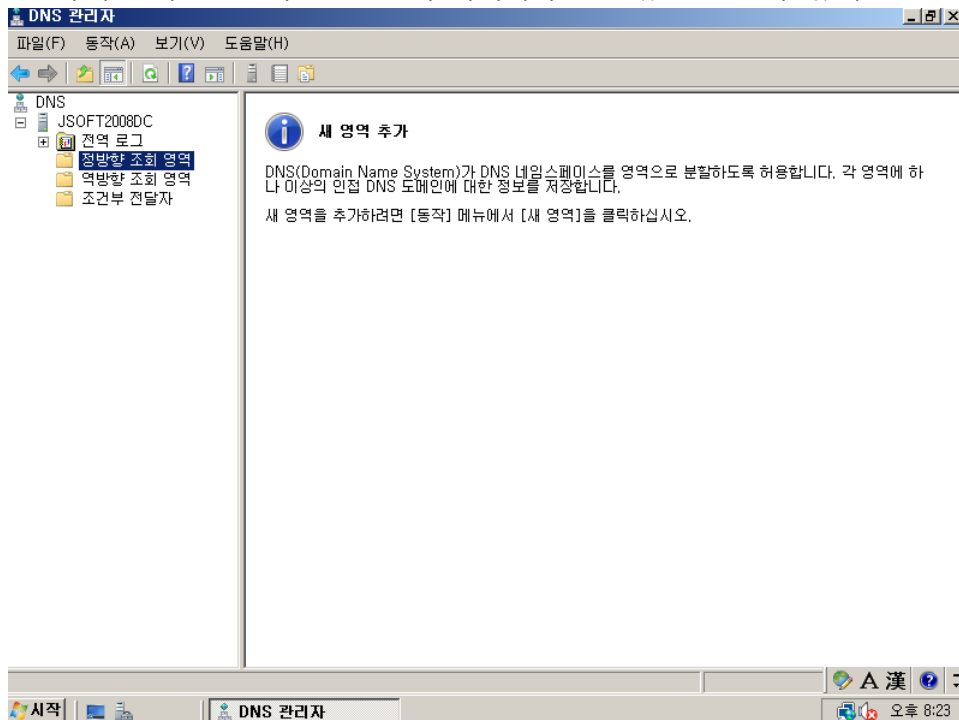 DNS 관리자
파일(F) 동작(A) 보기(V) 도움말(H)
DNS
JSOFT2008DC
전역 로그
정방향 조회 영역
역방향 조회 영역
조건부 전달자
새 영역 추가
DNS(Domain Name System)가 DNS 네임스페이스를 영역으로 분할하도록 허용합니다. 각 영역에 하
나 이상의 인접 DNS 도메인에 대한 정보를 저장합니다.
새 영역을 추가하려면 [동작] 메뉴에서 [새 영역]을 클릭하십시오.
A 漢
시작 DNS 관리자 오후 8:23